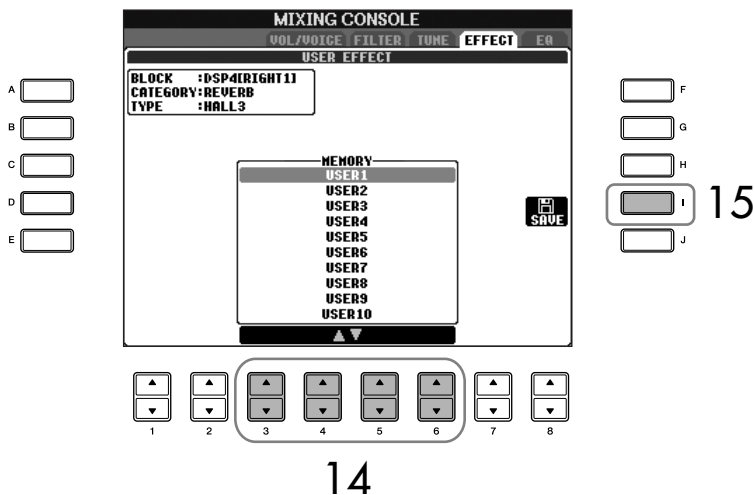 MIXING CONSOLE
VOL/VOICE FILTER TUNE EFFECT EQ
USER EFFECT
BLOCK :DSP4[RIGHT1]
CATEGORY:REVERB
TYPE :HALL3
A
B
C
D
E
F
G
H
I
J
15
MEMORY
USER1
USER2
USER3
USER4
USER5
USER6
USER7
USER8
USER9
USER10
SAVE
1 2 3 4 5 6 7 8
14